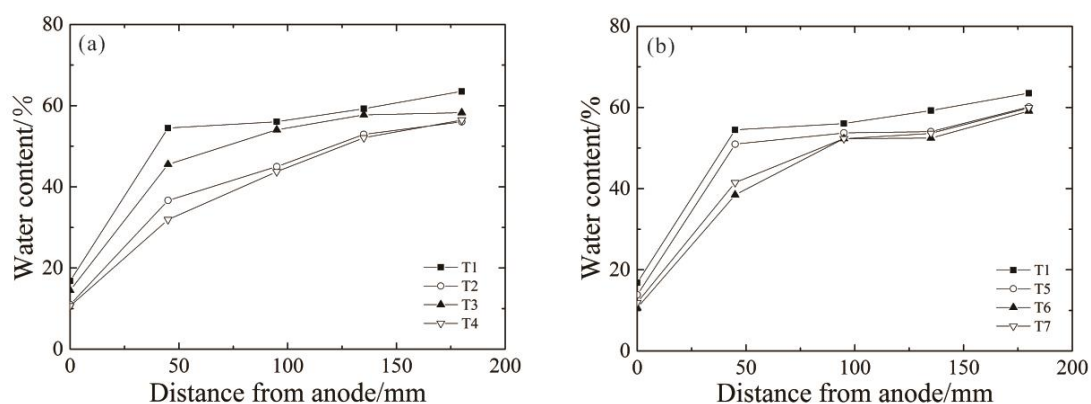 (a)
80
60
40
20
0
Water content/%
0 50 100 150 200
Distance from anode/mm
T1
T2
T3
T4
(b)
80
60
40
20
0
Water content/%
0 50 100 150 200
Distance from anode/mm
T1
T5
T6
T7